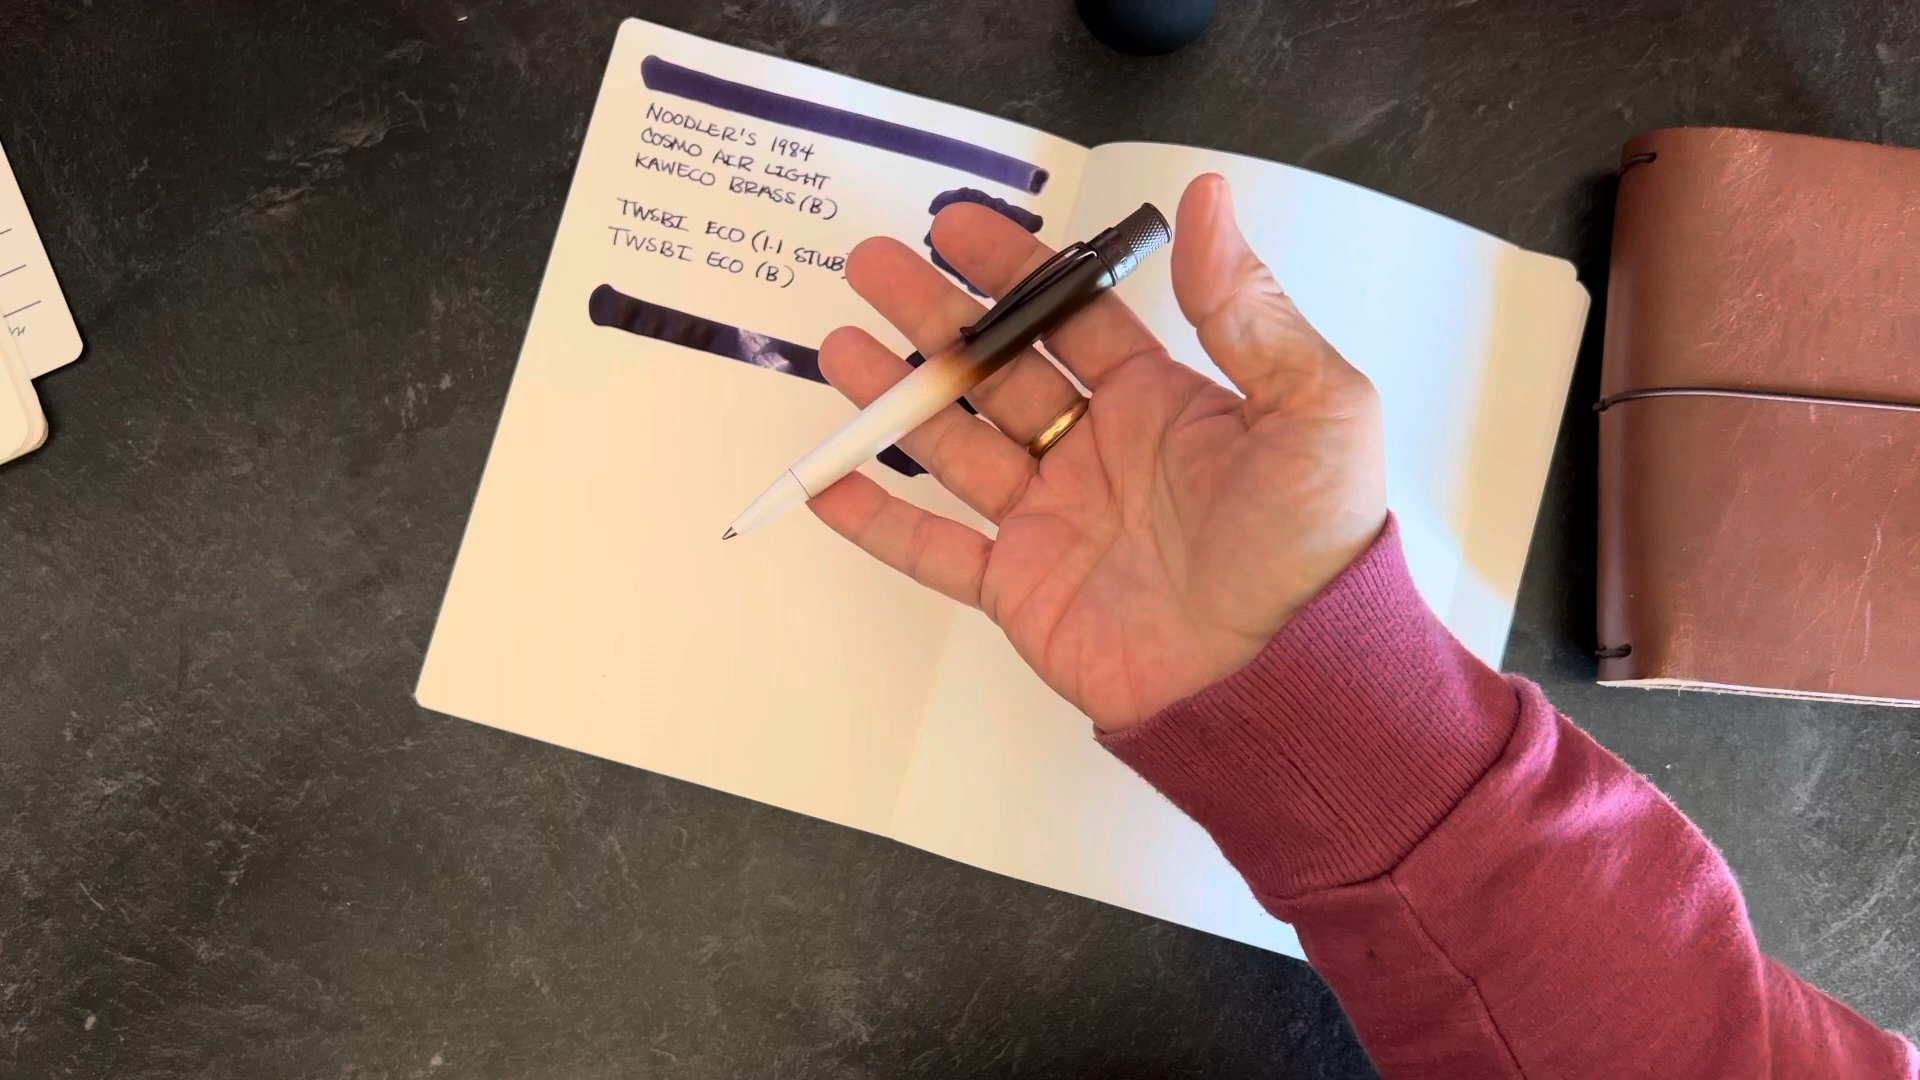 NOODLER'S 1984
COSMO AIR LIGHT
KAWECO BRASS (B)
TWSBI ECO (1.1 STUB)
TWSBI ECO (B)